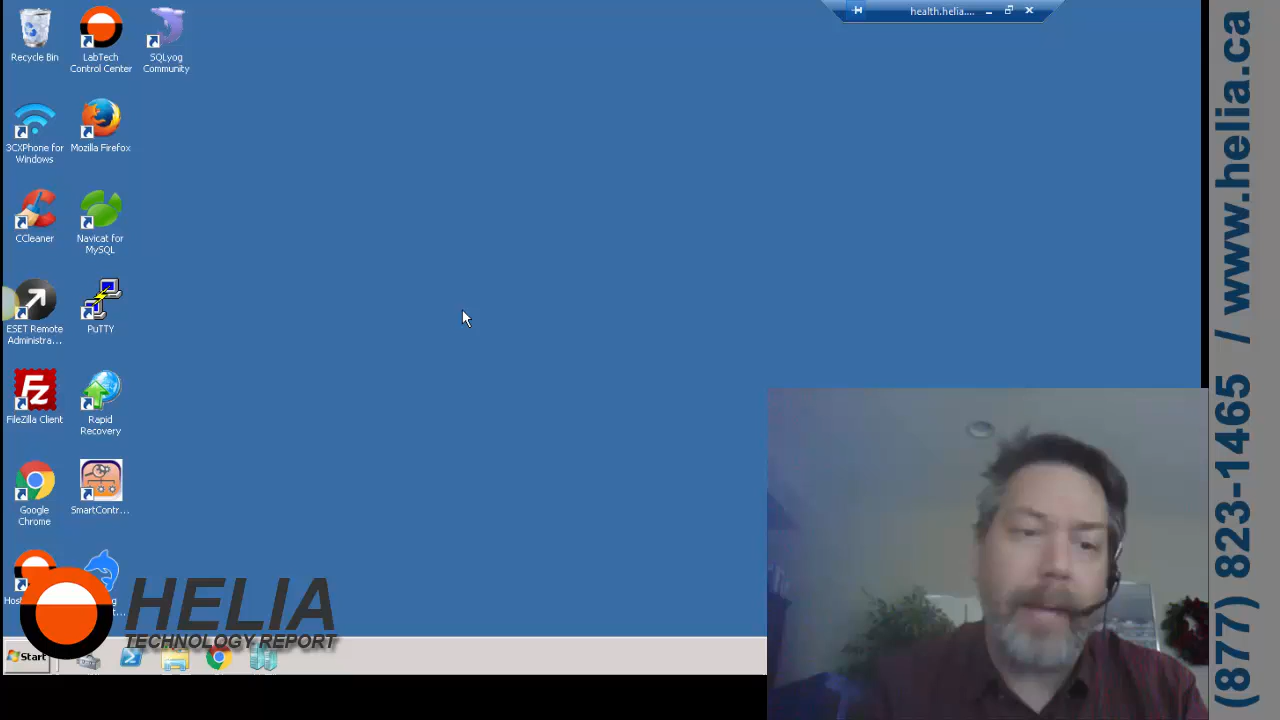 health.helia....
Recycle Bin
LabTech
Control Center
SQLyog
Community
3CXPhone for
Windows
Mozilla Firefox
CCleaner
Navicat for
MySQL
ESET Remote
Administra...
PuTTY
Fz
FileZilla Client
Rapid
Recovery
Google
Chrome
SmartContr...
HELIA
TECHNOLOGY REPORT
Start
(877) 823-1465 / www.helia.ca